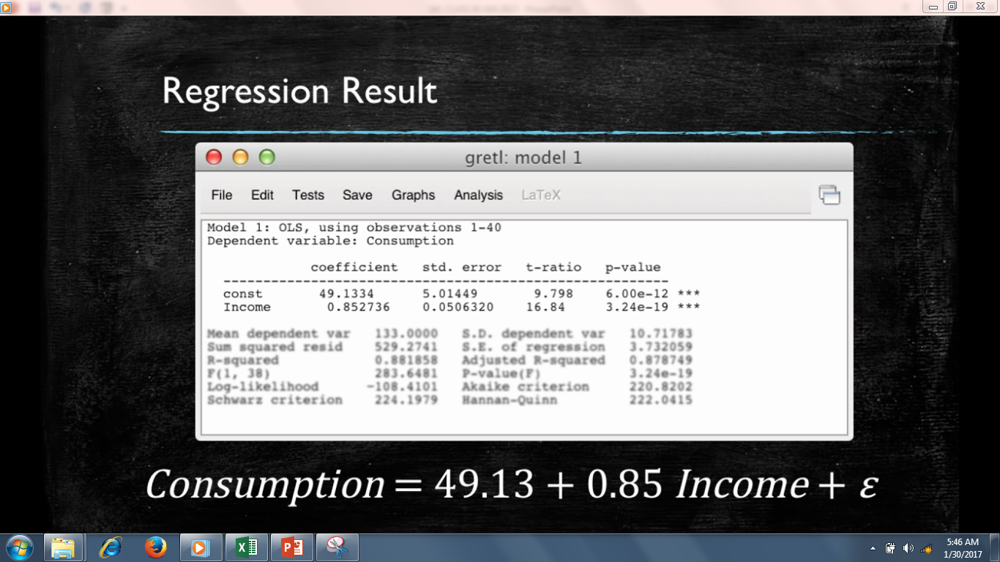 Regression Result
gretl: model 1
File Edit Tests Save Graphs Analysis LaTeX
Model 1: OLS, using observations 1-40
Dependent variable: Consumption
coefficient std. error t-ratio p-value
------------------------------------------------------------
const 49.1334 5.01449 9.798 6.00e-12 ***
Income 0.852736 0.0506320 16.84 3.24e-19 ***
Mean dependent var 133.0000 S.D. dependent var 10.71783
Sum squared resid 529.2741 S.E. of regression 3.732059
R-squared 0.881858 Adjusted R-squared 0.878749
F(1, 38) 283.6481 P-value(F) 3.24e-19
Log-likelihood -108.4101 Akaike criterion 220.8202
Schwarz criterion 224.1979 Hannan-Quinn 222.0415
Consumption = 49.13 + 0.85 Income + ε
5:46 AM
1/30/2017